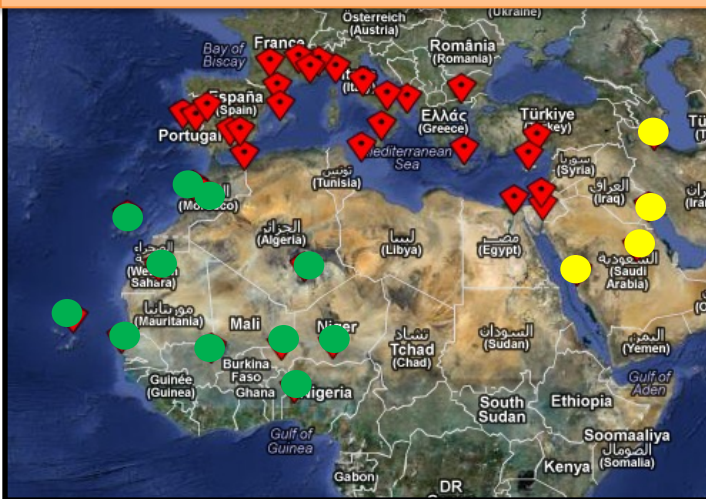 Österreich
(Austria)
Ukraine)
Bay of
Biscay
France
România
(Romania)
España
(Spain)
Ελλάς
(Greece)
Türkiye
Portugal
Mediterranean
Sea
تونس
(Tunisia)
سوريا
(Syria)
العراق
(Iraq)
(Morocco)
الجزائر
(Algeria)
ليبيا
(Libya)
مصر
(Egypt)
السعودية
(Saudi
Arabia)
الصحراء
(Western
Sahara)
موريتانيا
(Mauritania)
Mali
Niger
تشاد
Tchad
(Chad)
السودان
(Sudan)
اليمن
(Yemen)
Burkina
Faso
Guinée
(Guinea)
Ghana
Nigeria
Gulf of
Aden
South
Sudan
Ethiopia
Gulf of
Guinea
Soomaaliya
الصومال
(Somalia)
Gabon
DR
Kenya